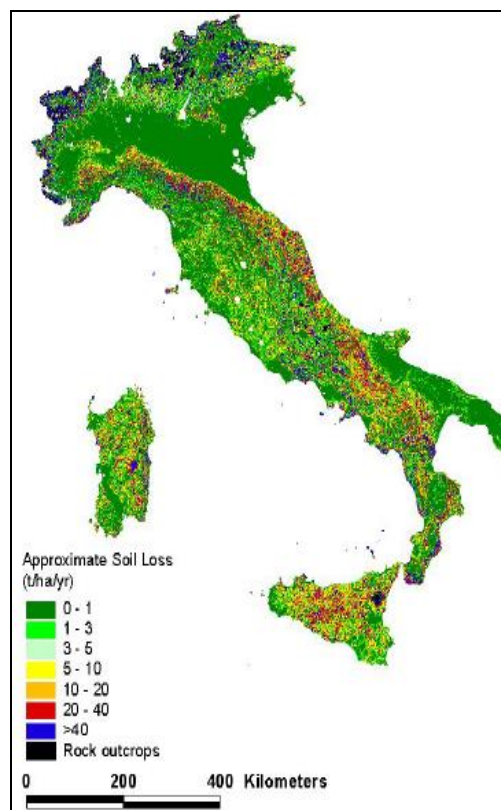 Approximate Soil Loss
(t/ha/yr)
0 - 1
1 - 3
3 - 5
5 - 10
10 - 20
20 - 40
>40
Rock outcrops
0 200 400 Kilometers